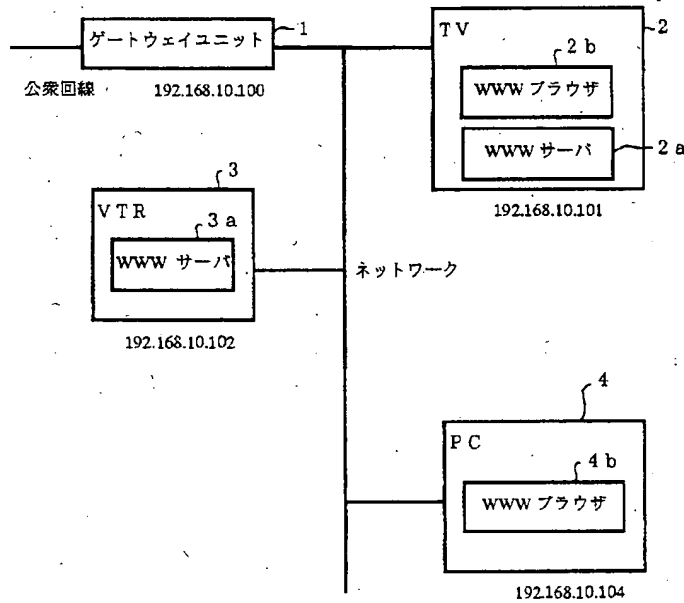 ゲートウェイユニット
1
公衆回線
192.168.10.100
TV
2
2b
WWW ブラウザ
WWW サーバ
2a
192.168.10.101
3
VTR
3a
WWW サーバ
192.168.10.102
ネットワーク
4
PC
4b
WWW ブラウザ
192.168.10.104